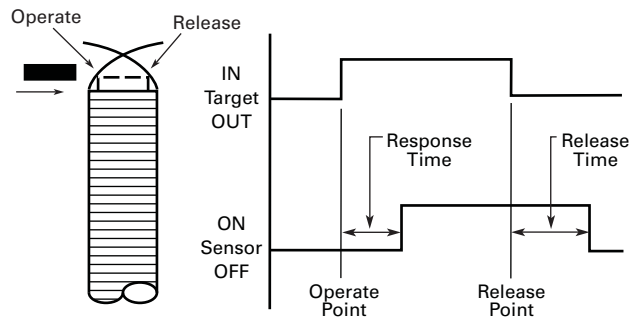 Operate
Release
IN
Target
OUT
Response
Time
Release
Time
ON
Sensor
OFF
Operate
Point
Release
Point